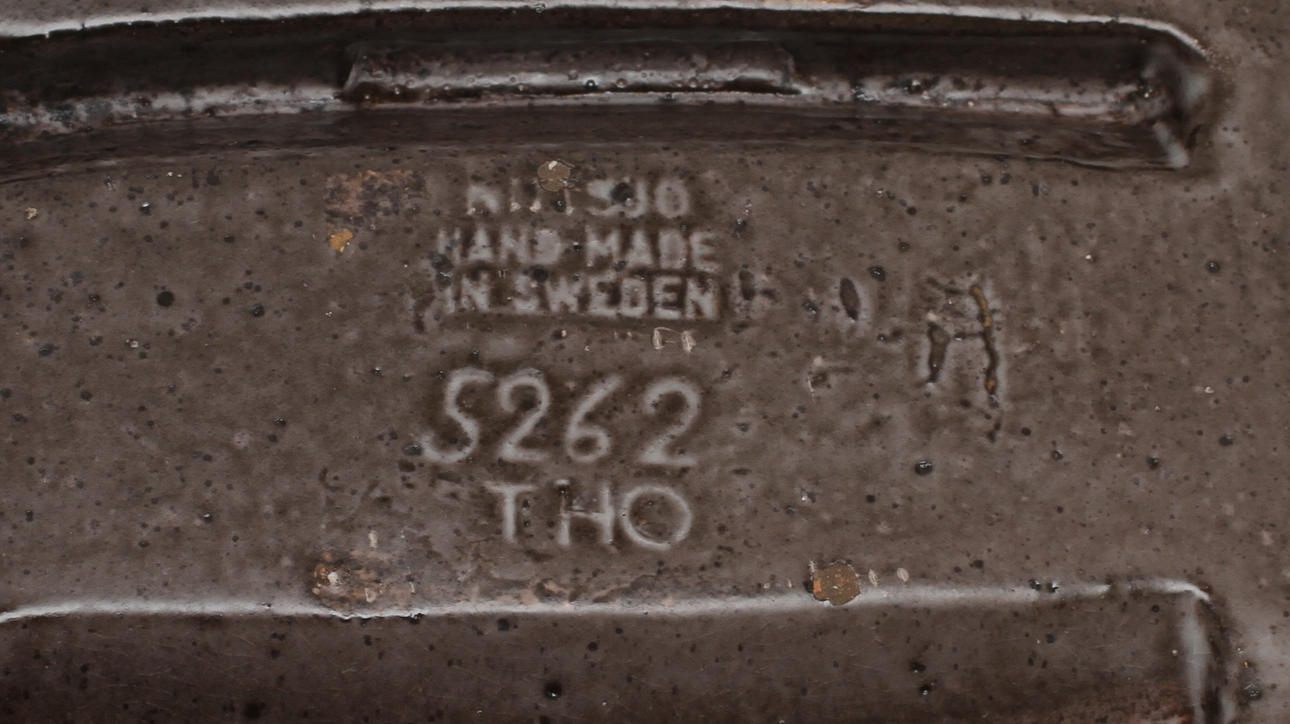 HAND MADE
IN SWEDEN
S262
THO
A